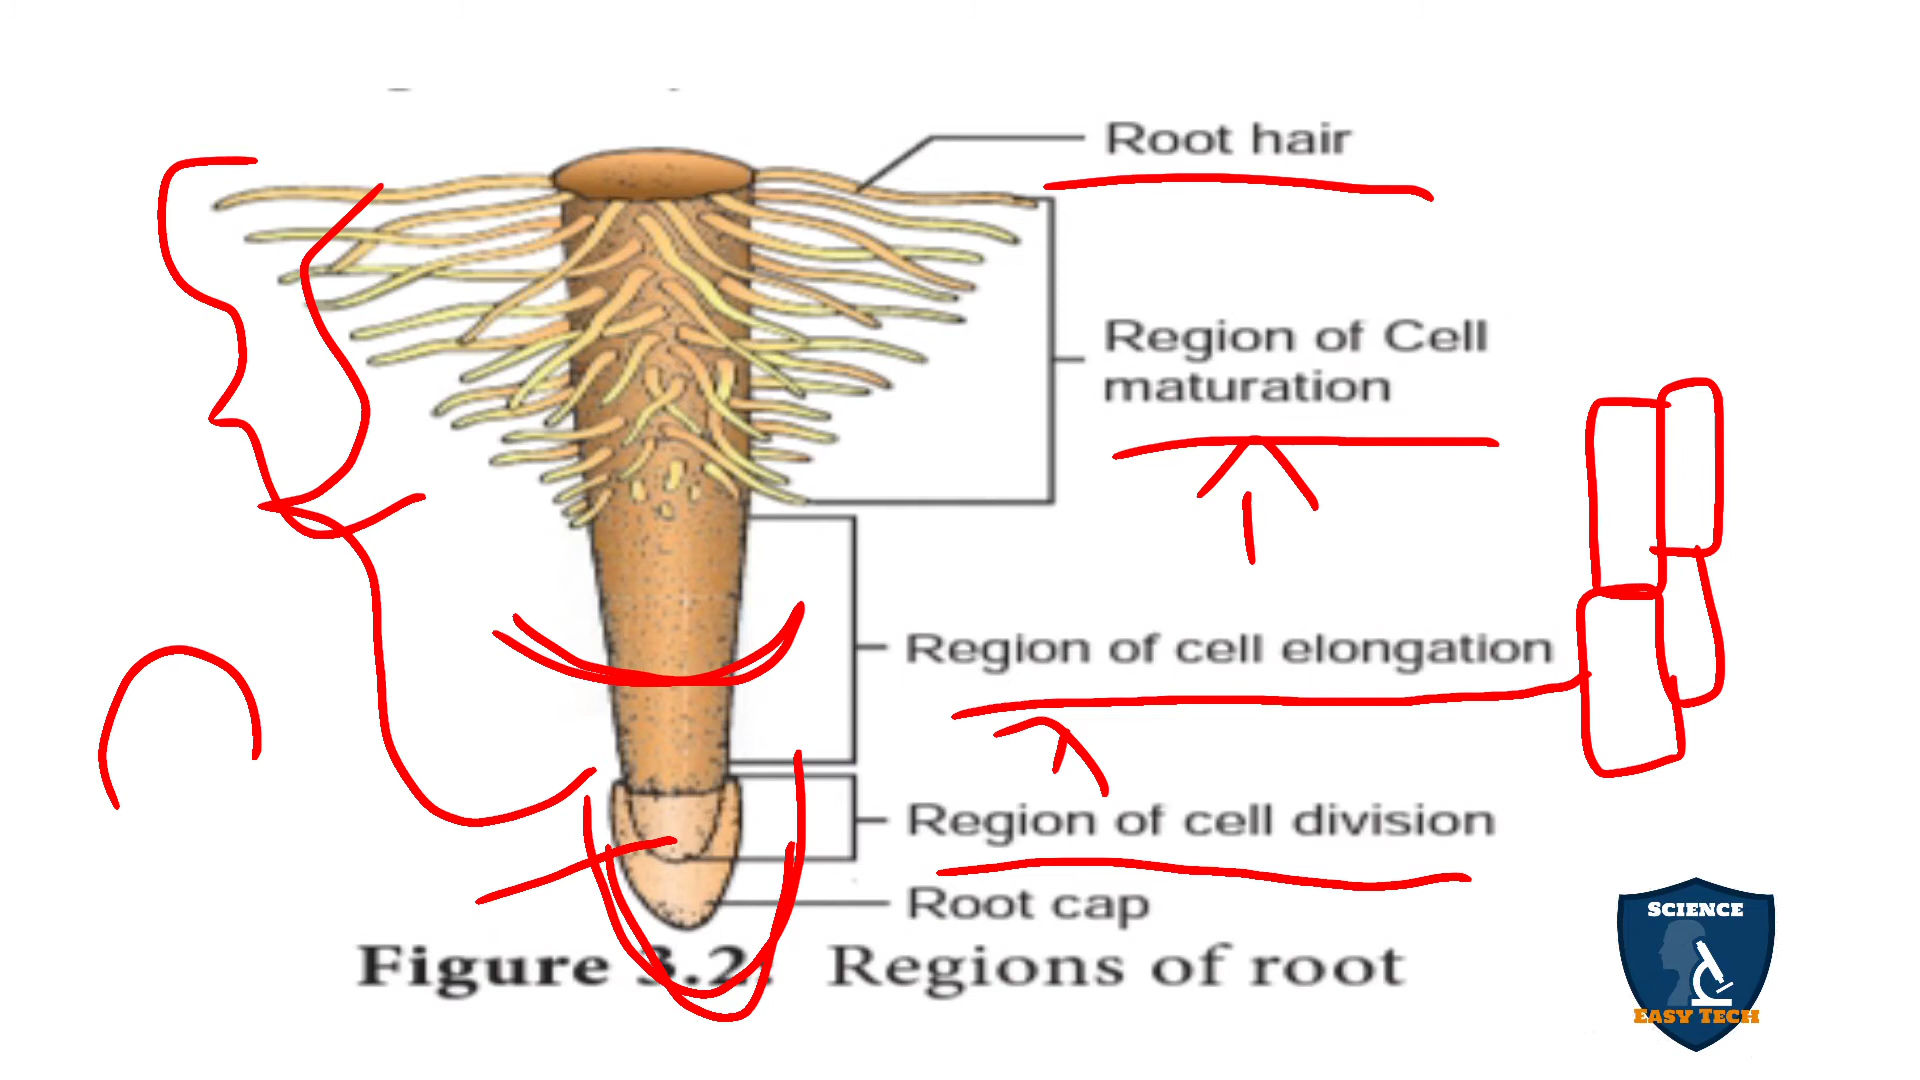 Root hair
Region of Cell
maturation
Region of cell elongation
Region of cell division
Root cap
Figure 3.2. Regions of root
SCIENCE
EASY TECH